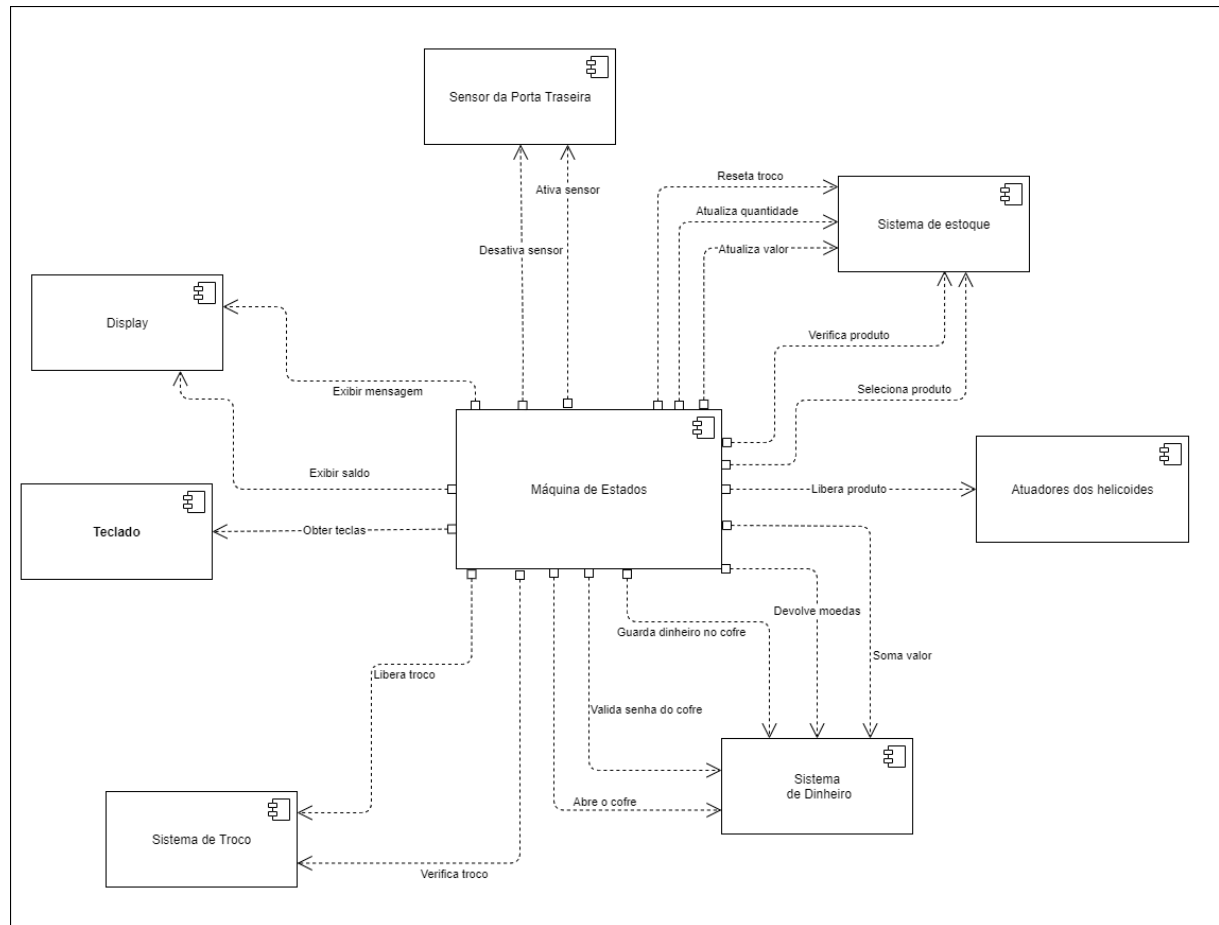 Sensor da Porta Traseira
Reseta troco
Ativa sensor
Atualiza quantidade
Sistema de estoque
Desativa sensor
Atualiza valor
Display
Verifica produto
Exibir mensagem
Seleciona produto
Exibir saldo
Máquina de Estados
Libera produto
Atuadores dos helicoides
Teclado
Obter teclas
Devolve moedas
Guarda dinheiro no cofre
Soma valor
Libera troco
Valida senha do cofre
Sistema
de Dinheiro
Abre o cofre
Sistema de Troco
Verifica troco